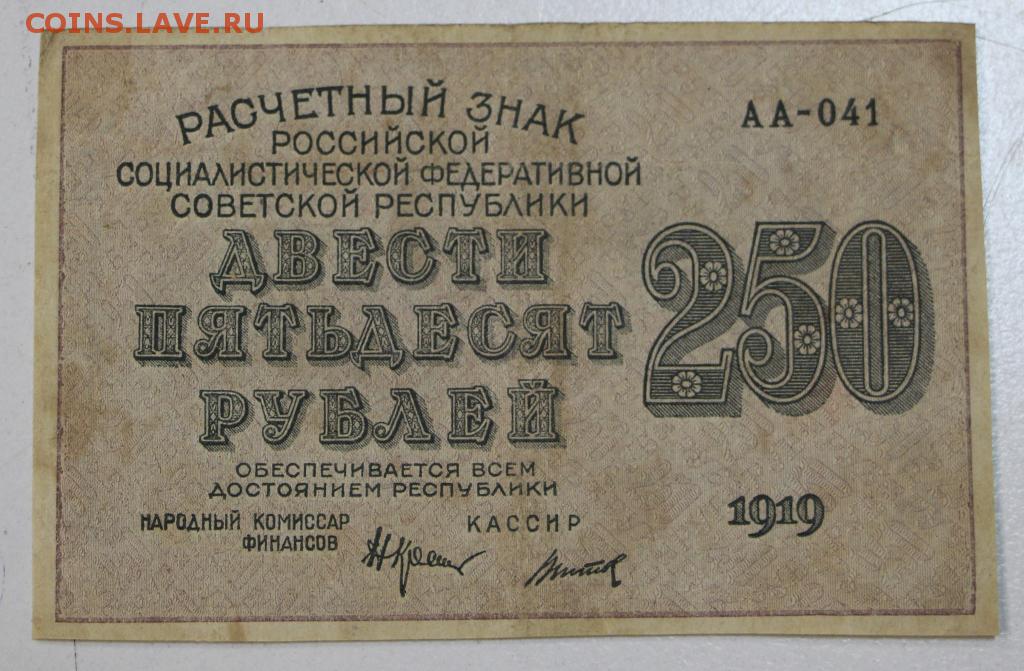 COINS.LAVE.RU
РАСЧЕТНЫЙ ЗНАК
РОССИЙСКОЙ
СОЦИАЛИСТИЧЕСКОЙ ФЕДЕРАТИВНОЙ
СОВЕТСКОЙ РЕСПУБЛИКИ
АА-041
ДВЕСТИ
ПЯТЬДЕСЯТ
РУБЛЕЙ
250
ОБЕСПЕЧИВАЕТСЯ ВСЕМ
ДОСТОЯНИЕМ РЕСПУБЛИКИ
НАРОДНЫЙ КОМИССАР
ФИНАНСОВ
КАССИР
1919